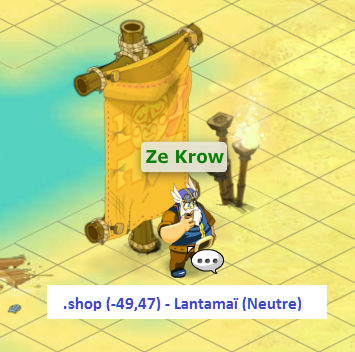 Ze Krow
.shop (-49,47) - Lantamaï (Neutre)